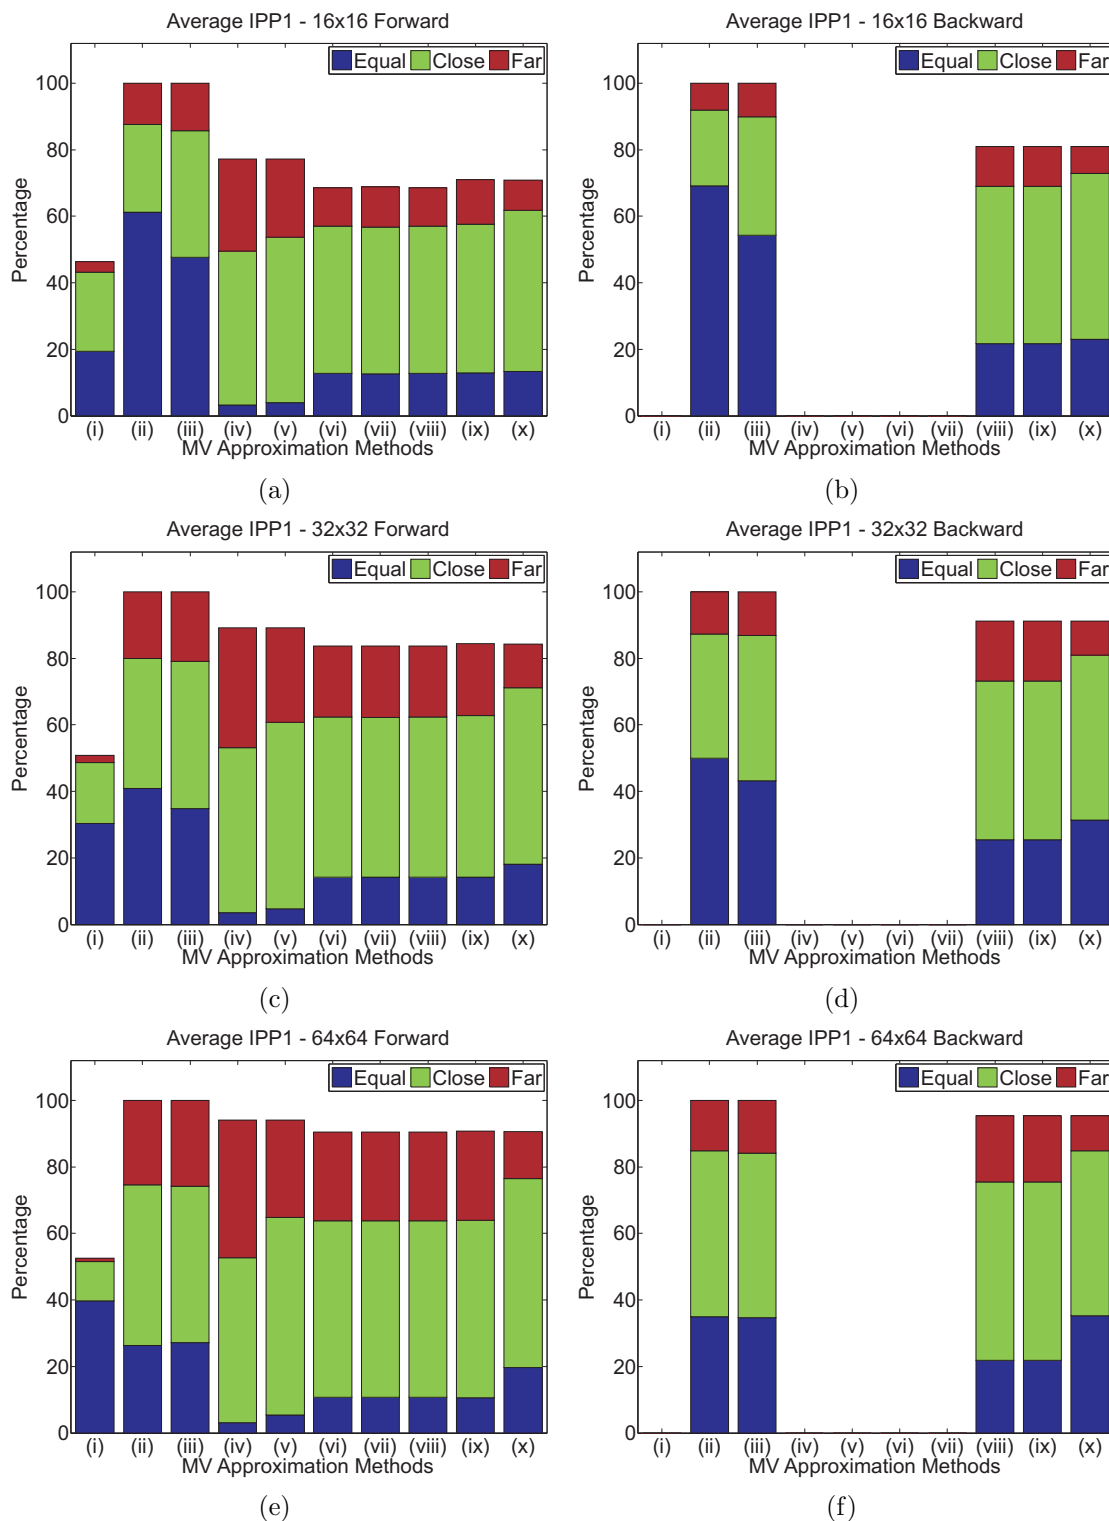 Average IPP1 - 16x16 Forward
Equal Close Far
100
80
60
40
20
0
Percentage
(i) (ii) (iii) (iv) (v) (vi) (vii) (viii) (ix) (x)
MV Approximation Methods
(a)
Average IPP1 - 16x16 Backward
Equal Close Far
100
80
60
40
20
0
Percentage
(i) (ii) (iii) (iv) (v) (vi) (vii) (viii) (ix) (x)
MV Approximation Methods
(b)
Average IPP1 - 32x32 Forward
Equal Close Far
100
80
60
40
20
0
Percentage
(i) (ii) (iii) (iv) (v) (vi) (vii) (viii) (ix) (x)
MV Approximation Methods
(c)
Average IPP1 - 32x32 Backward
Equal Close Far
100
80
60
40
20
0
Percentage
(i) (ii) (iii) (iv) (v) (vi) (vii) (viii) (ix) (x)
MV Approximation Methods
(d)
Average IPP1 - 64x64 Forward
Equal Close Far
100
80
60
40
20
0
Percentage
(i) (ii) (iii) (iv) (v) (vi) (vii) (viii) (ix) (x)
MV Approximation Methods
(e)
Average IPP1 - 64x64 Backward
Equal Close Far
100
80
60
40
20
0
Percentage
(i) (ii) (iii) (iv) (v) (vi) (vii) (viii) (ix) (x)
MV Approximation Methods
(f)